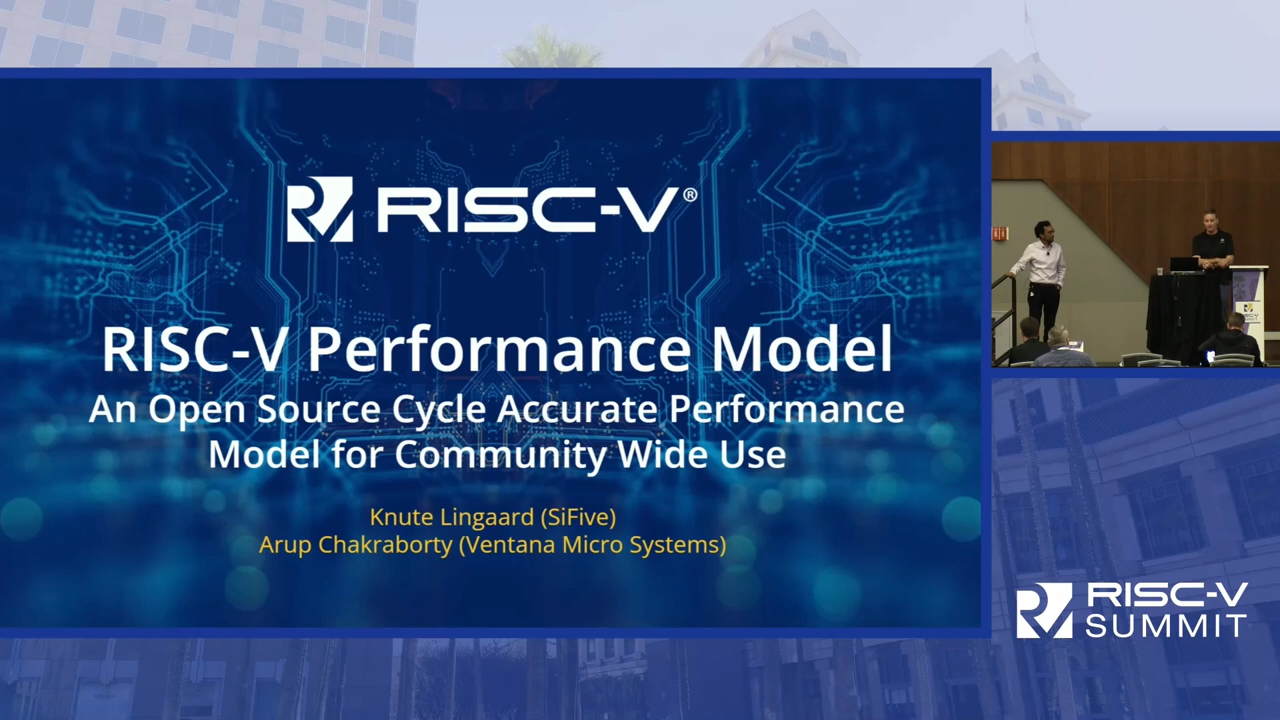 RISC-V®
RISC-V Performance Model
An Open Source Cycle Accurate Performance
Model for Community Wide Use
Knute Lingaard (SiFive)
Arup Chakraborty (Ventana Micro Systems)
RISC-V
SUMMIT